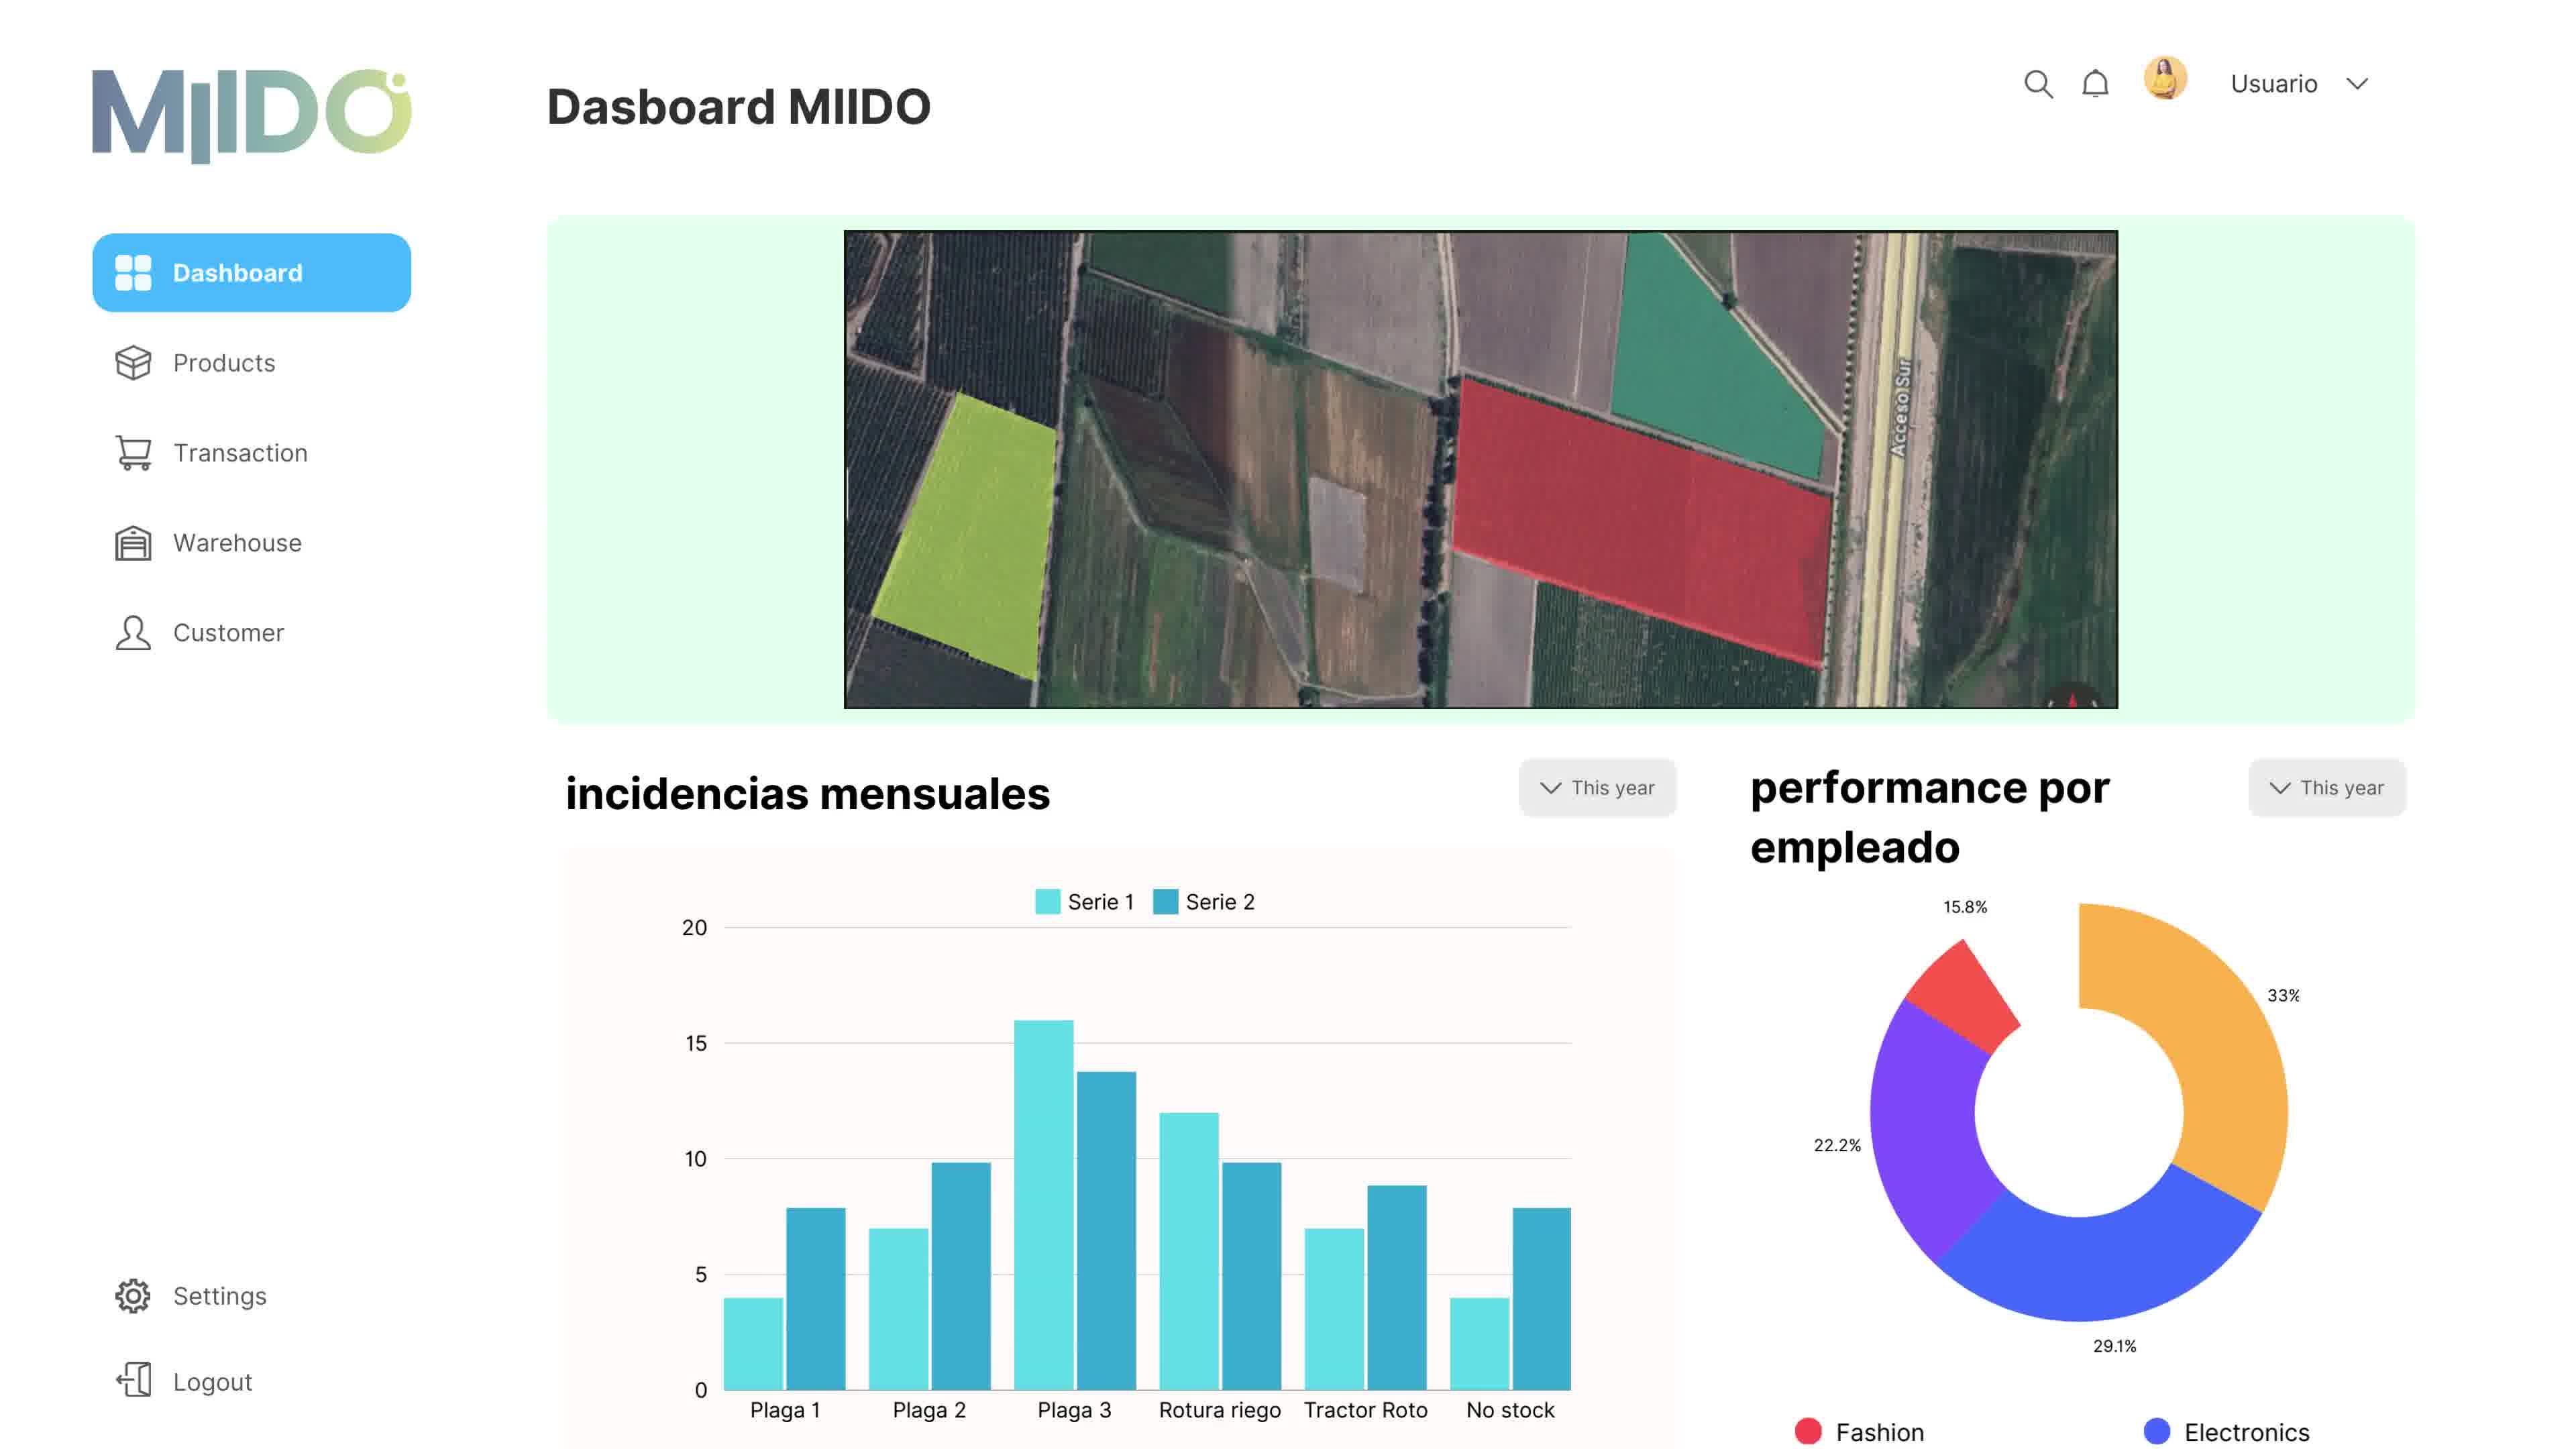 MIIDO
Dasboard MIIDO
Usuario
Dashboard
Products
Transaction
Warehouse
Customer
Settings
Logout
Acceso Sur
incidencias mensuales
This year
Serie 1
Serie 2
20
15
10
5
0
Plaga 1
Plaga 2
Plaga 3
Rotura riego
Tractor Roto
No stock
performance por
empleado
This year
15.8%
33%
22.2%
29.1%
Fashion
Electronics